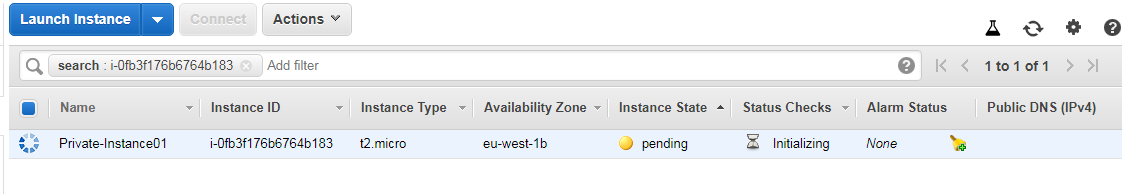 Launch Instance Connect Actions
search : i-0fb3f176b6764b183 Add filter 1 to 1 of 1
Name Instance ID Instance Type Availability Zone Instance State Status Checks Alarm Status Public DNS (IPv4)
Private-Instance01 i-0fb3f176b6764b183 t2.micro eu-west-1b pending Initializing None